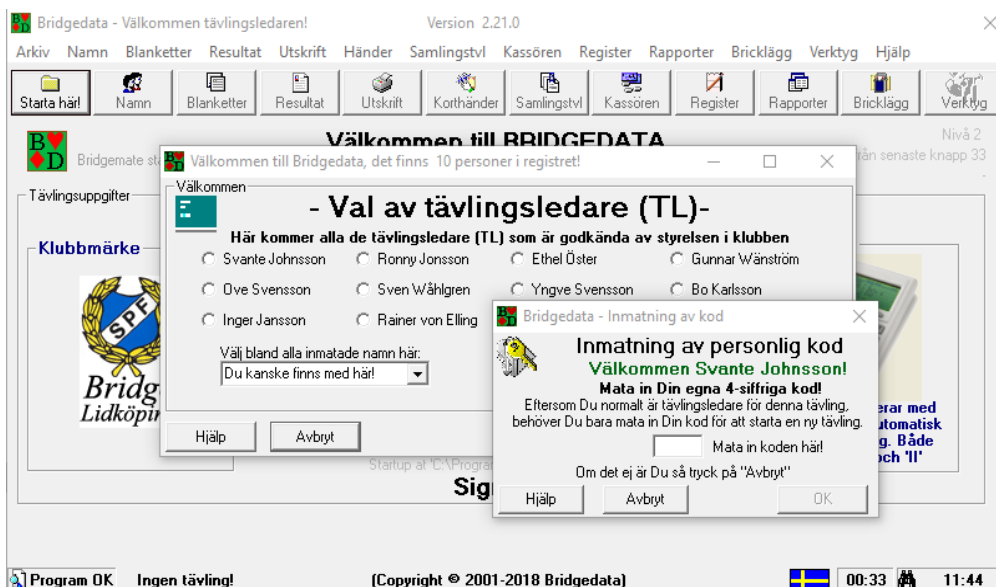 Bridgedata - Välkommen tävlingsledaren! Version 2.21.0
Arkiv Namn Blanketter Resultat Utskrift Händer Samlingstvl Kassören Register Rapporter Bricklägg Verktyg Hjälp
Starta här! Namn Blanketter Resultat Utskrift Korthänder Samlingstvl Kassören Register Rapporter Bricklägg Verktyg
Välkommen till BRIDGEDATA
Nivå 2
Bridgemate
från senaste knapp 33
Välkommen till Bridgedata, det finns 10 personer i registret!
Tävlingsuppgifter
Välkommen
- Val av tävlingsledare (TL)-
Här kommer alla de tävlingsledare (TL) som är godkända av styrelsen i klubben
Klubbmärke
Svante Johnsson Ronny Jonsson Ethel Öster Gunnar Wänström
Ove Svensson Sven Wåhlgren Yngve Svensson Bo Karlsson
Inger Jansson Rainer von Elling
SPF
Välj bland alla inmatade namn här:
Du kanske finns med här!
Hjälp Avbryt
Bridgedata - Inmatning av kod
Inmatning av personlig kod
Välkommen Svante Johnsson!
Mata in Din egna 4-siffriga kod!
Eftersom Du normalt är tävlingsledare för denna tävling,
behöver Du bara mata in Din kod för att starta en ny tävling.
Mata in koden här!
Om det ej är Du så tryck på "Avbryt"
Hjälp Avbryt OK
med
g. Både
och 'II'
Startup at 'C:\Program
Program OK Ingen tävling! (Copyright © 2001-2018 Bridgedata) 00:33 11:44